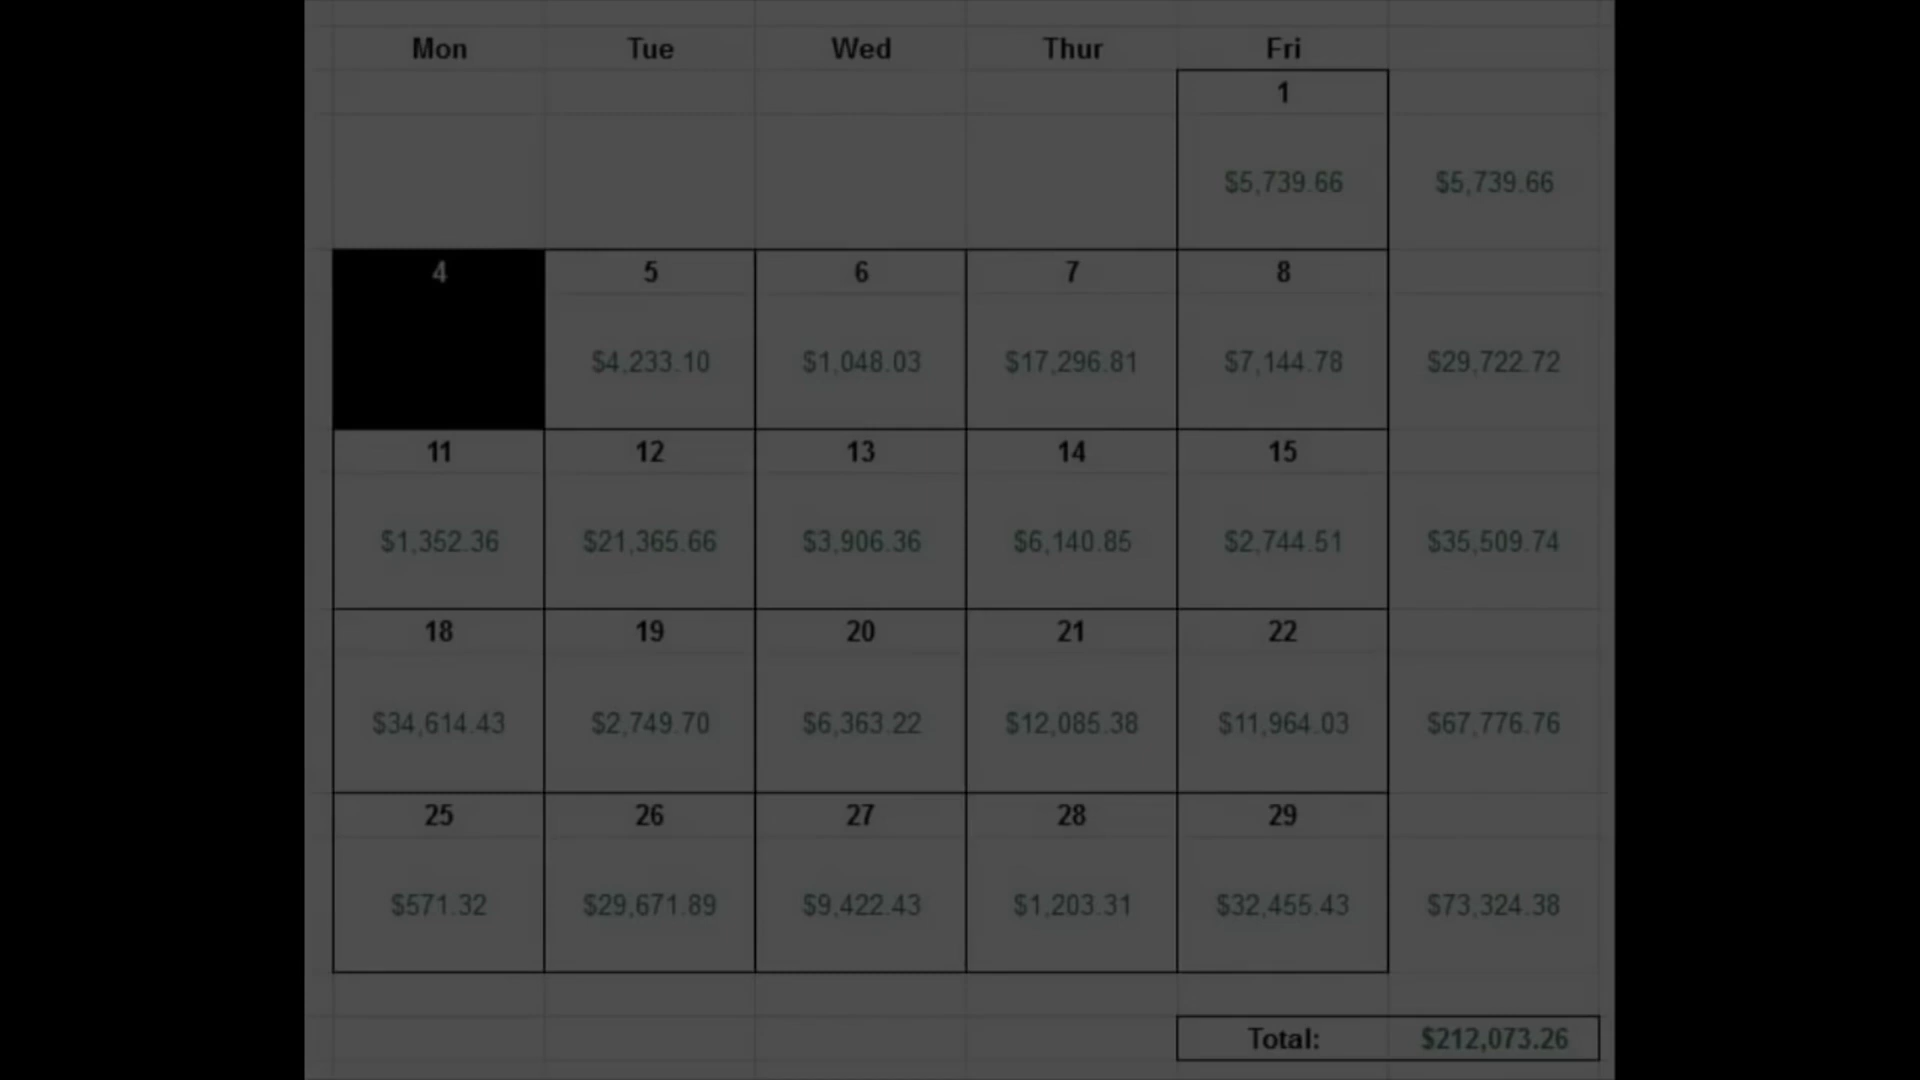 Mon Tue Wed Thur Fri
1
$5,739.66 $5,739.66
4 5 6 7 8
$4,233.10 $1,048.03 $17,296.81 $7,144.78 $29,722.72
11 12 13 14 15
$1,352.36 $21,365.66 $3,906.36 $6,140.85 $2,744.51 $35,509.74
18 19 20 21 22
$34,614.43 $2,749.70 $6,363.22 $12,085.38 $11,964.03 $67,776.76
25 26 27 28 29
$571.32 $29,671.89 $9,422.43 $1,203.31 $32,455.43 $73,324.38
Total: $212,073.26